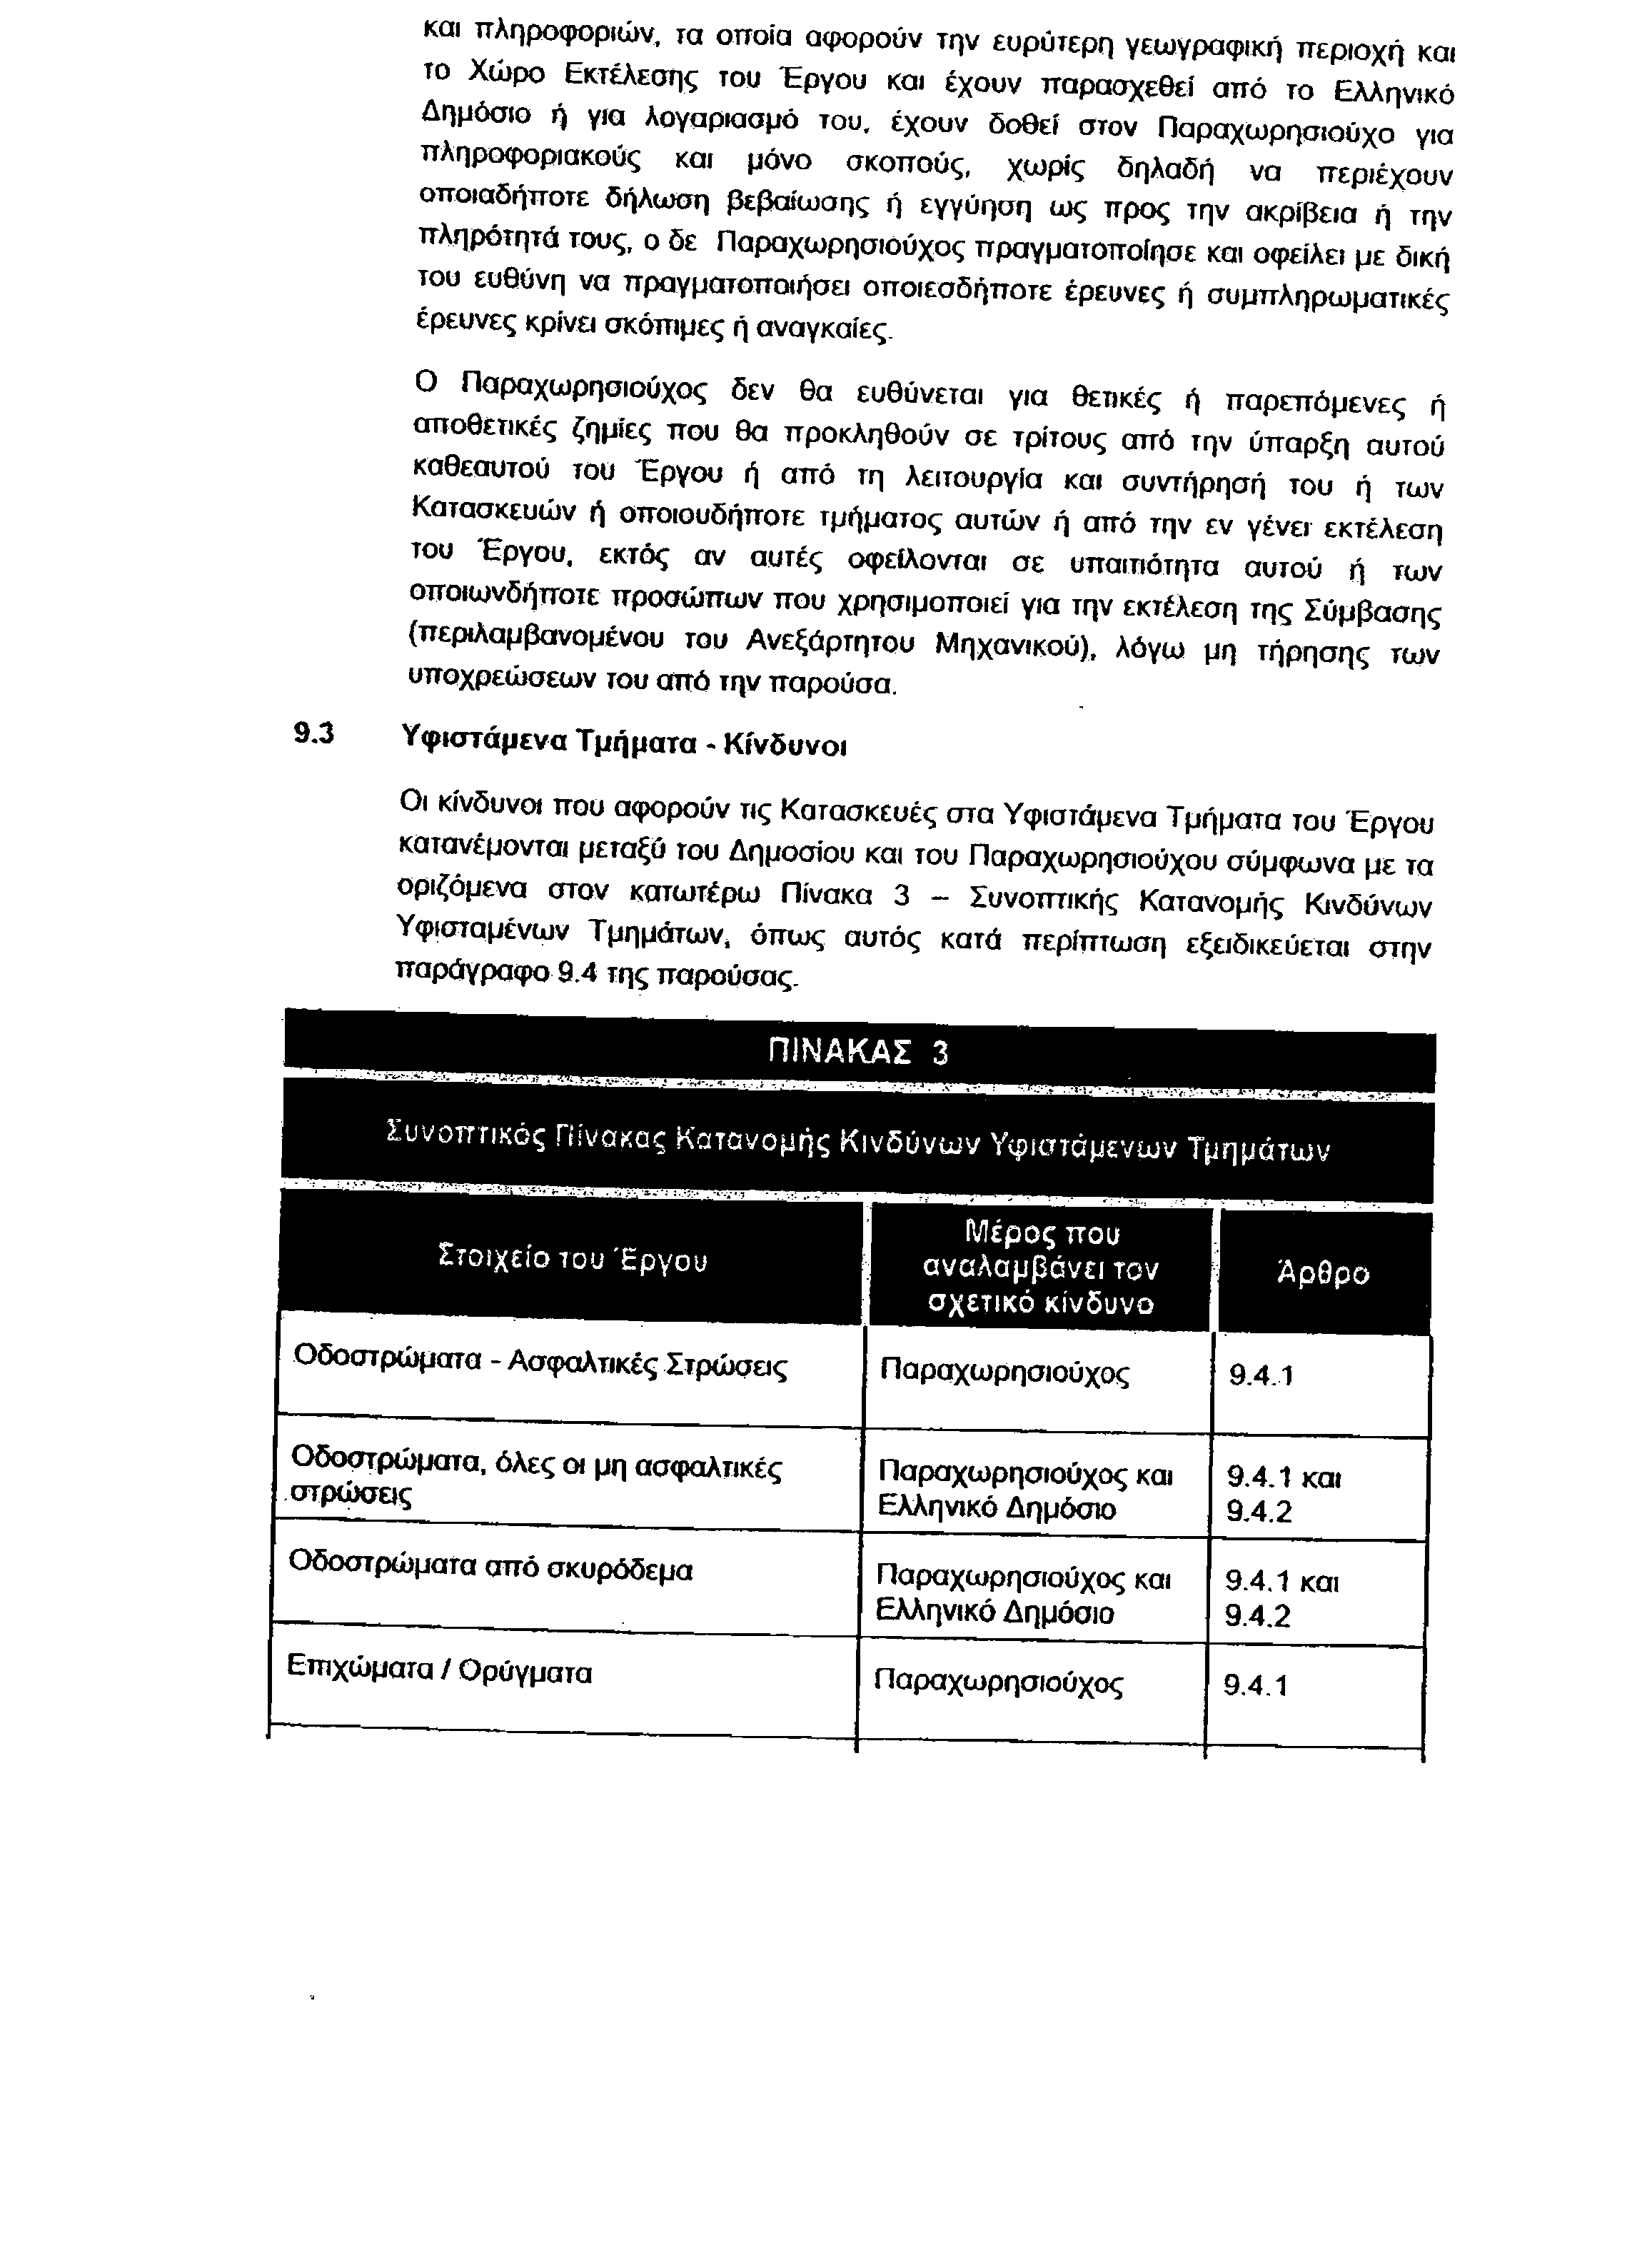 και πληροφοριών, τα οποία αφορούν την ευρύτερη γεωγραφική περιοχή και
το Χώρο Εκτέλεσης του Έργου και έχουν παρασχεθεί από το Ελληνικό
Δημόσιο ή για λογαριασμό του, έχουν δοθεί στον Παραχωρησιούχο για
πληροφοριακούς και μόνο σκοπούς, χωρίς δηλαδή να περιέχουν
οποιαδήποτε δήλωση βεβαίωσης ή εγγύηση ως προς την ακρίβεια ή την
πληρότητά τους, ο δε Παραχωρησιούχος πραγματοποίησε και οφείλει με δική
του ευθύνη να πραγματοποιήσει οποιεσδήποτε έρευνες ή συμπληρωματικές
έρευνες κρίνει σκόπιμες ή αναγκαίες.
Ο Παραχωρησιούχος δεν θα ευθύνεται για θετικές ή παρεπόμενες ή
αποθετικές ζημίες που θα προκληθούν σε τρίτους από την ύπαρξη αυτού
καθεαυτού του Έργου ή από τη λειτουργία και συντήρησή του ή των
Κατασκευών ή οποιουδήποτε τμήματος αυτών ή από την εν γένει εκτέλεση
του Έργου, εκτός αν αυτές οφείλονται σε υπαιτιότητα αυτού ή των
οποιωνδήποτε προσώπων που χρησιμοποιεί για την εκτέλεση της Σύμβασης
(περιλαμβανομένου του Ανεξάρτητου Μηχανικού), λόγω μη τήρησης των
υποχρεώσεων του από την παρούσα.
9.3 Υφιστάμενα Τμήματα - Κίνδυνοι
Οι κίνδυνοι που αφορούν τις Κατασκευές στα Υφιστάμενα Τμήματα του Έργου
κατανέμονται μεταξύ του Δημοσίου και του Παραχωρησιούχου σύμφωνα με τα
οριζόμενα στον κατωτέρω Πίνακα 3 – Συνοπτικής Κατανομής Κινδύνων
Υφισταμένων Τμημάτων, όπως αυτός κατά περίπτωση εξειδικεύεται στην
παράγραφο 9.4 της παρούσας.
ΠΙΝΑΚΑΣ 3
Συνοπτικός Πίνακας Κατανομής Κινδύνων Υφιστάμενων Τμημάτων
Στοιχείο του Έργου
Μέρος που
αναλαμβάνει τον
σχετικό κίνδυνο
Άρθρο
Οδοστρώματα - Ασφαλτικές Στρώσεις
Παραχωρησιούχος
9.4.1
Οδοστρώματα, όλες οι μη ασφαλτικές
στρώσεις
Παραχωρησιούχος και
Ελληνικό Δημόσιο
9.4.1 και
9.4.2
Οδοστρώματα από σκυρόδεμα
Παραχωρησιούχος και
Ελληνικό Δημόσιο
9.4.1 και
9.4.2
Επιχώματα / Ορύγματα
Παραχωρησιούχος
9.4.1